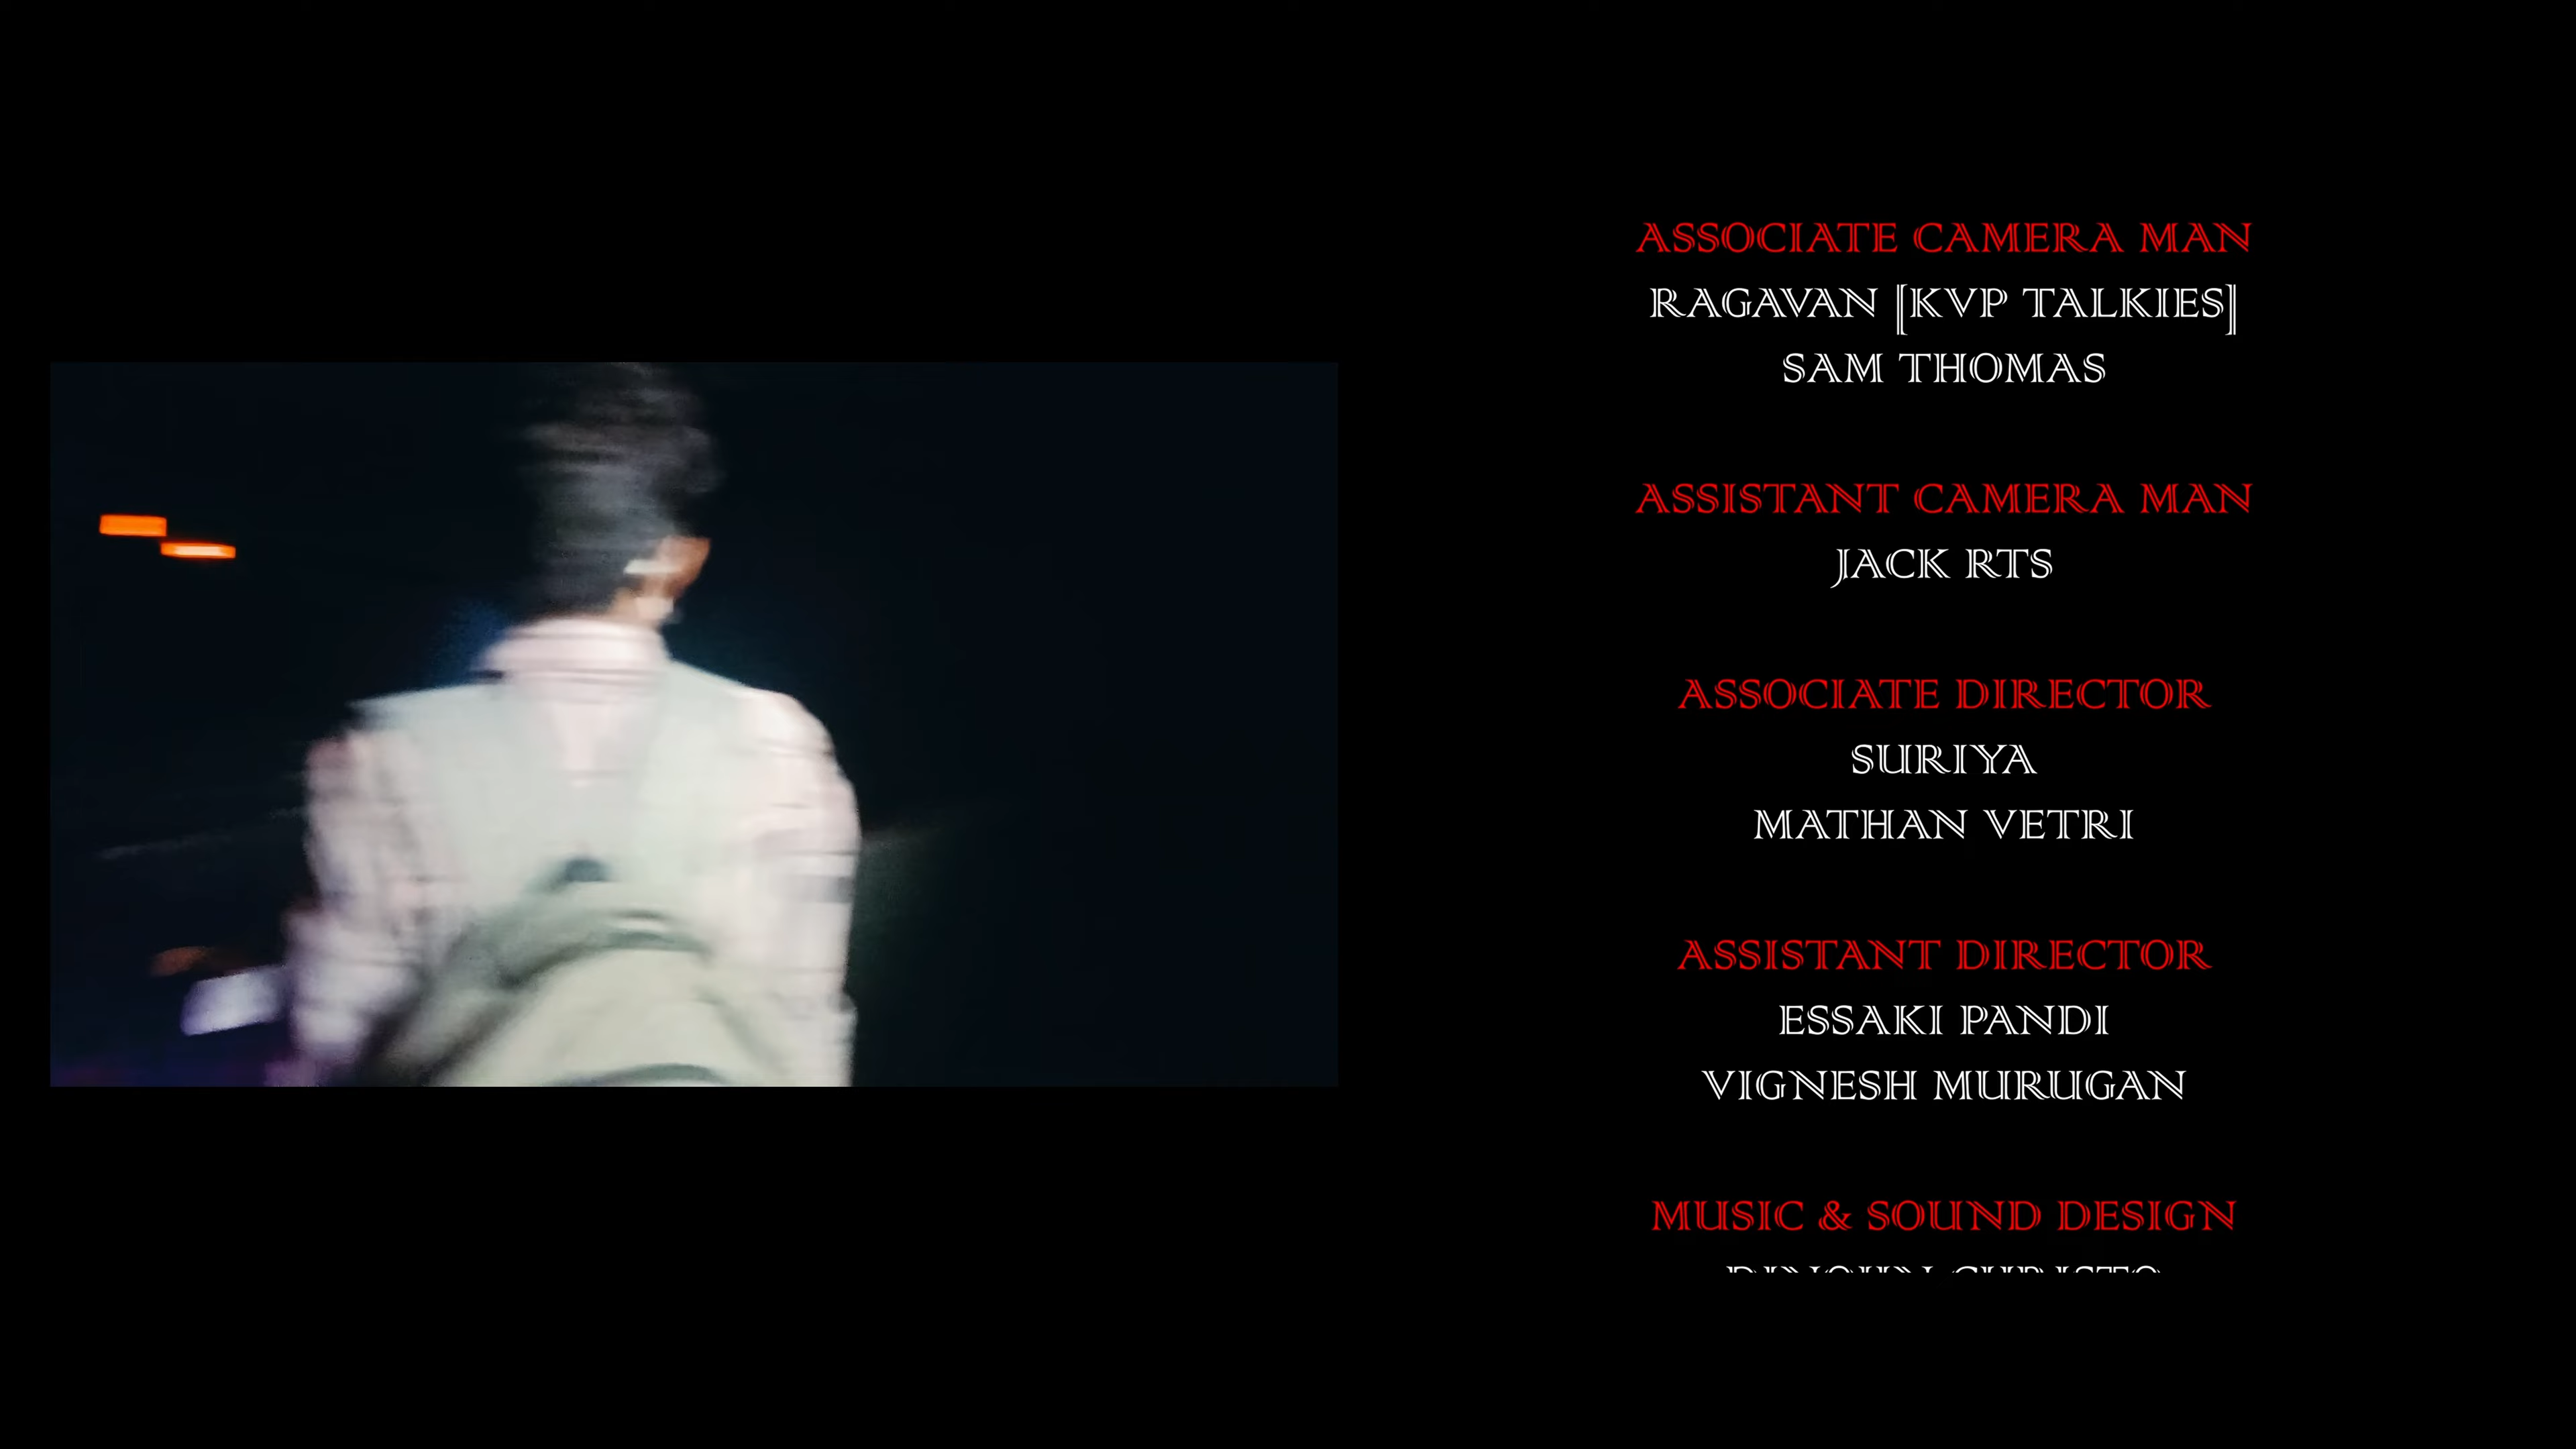 ASSOCIATE CAMERA MAN
RAGAVAN [KVP TALKIES]
SAM THOMAS
ASSISTANT CAMERA MAN
JACK RTS
ASSOCIATE DIRECTOR
SURIYA
MATHAN VETRI
ASSISTANT DIRECTOR
ESSAKI PANDI
VIGNESH MURUGAN
MUSIC & SOUND DESIGN